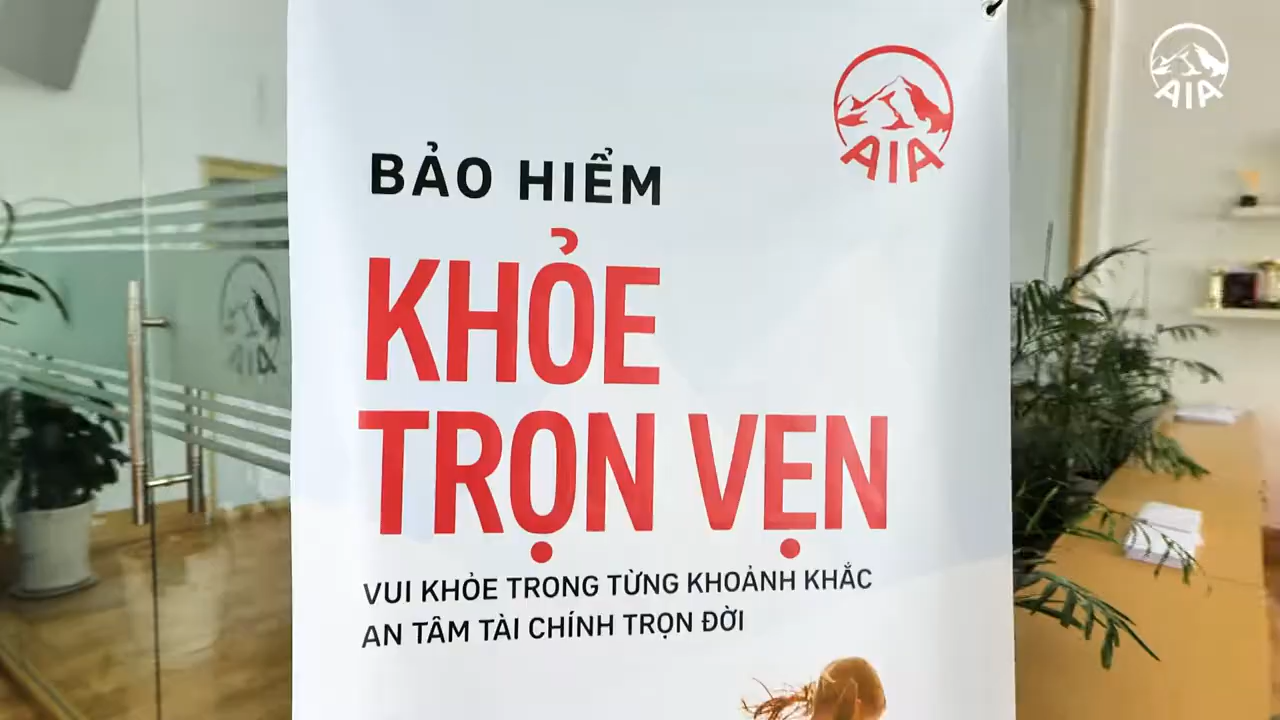 AIA
AIA
BẢO HIỂM
KHỎE
TRỌN VẸN
VUI KHỎE TRONG TỪNG KHOẢNH KHẮC
AN TÂM TÀI CHÍNH TRỌN ĐỜI
AIA